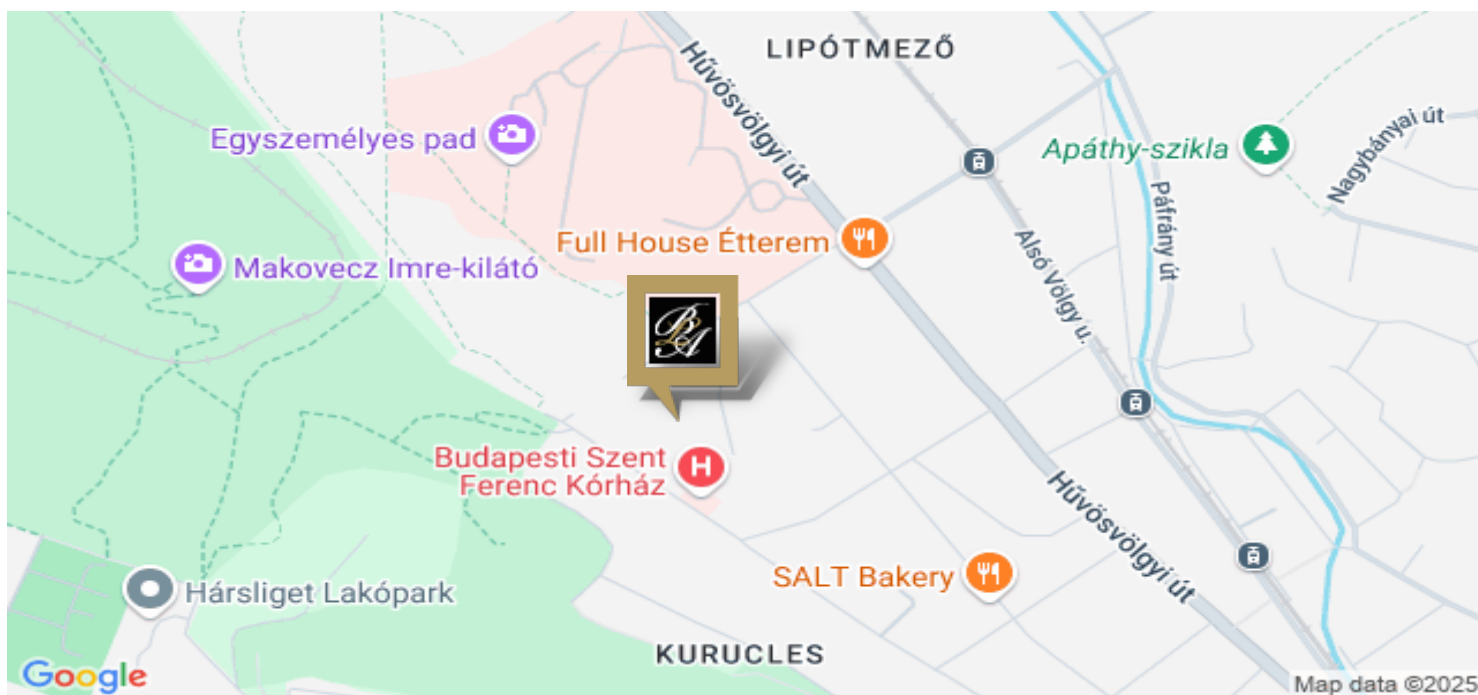 LIPÓTMEZŐ
Hűvösvölgyi út
Egyszemélyes pad
Apáthy-szikla
Nagybányai út
Páfrány út
Full House Étterem
Alsó Völgy u.
Makovecz Imre-kilátó
BLA
Budapesti Szent
Ferenc Kórház
H
Hűvösvölgyi út
SALT Bakery
Hársliget Lakópark
KURUCLES
Google
Map data ©2025